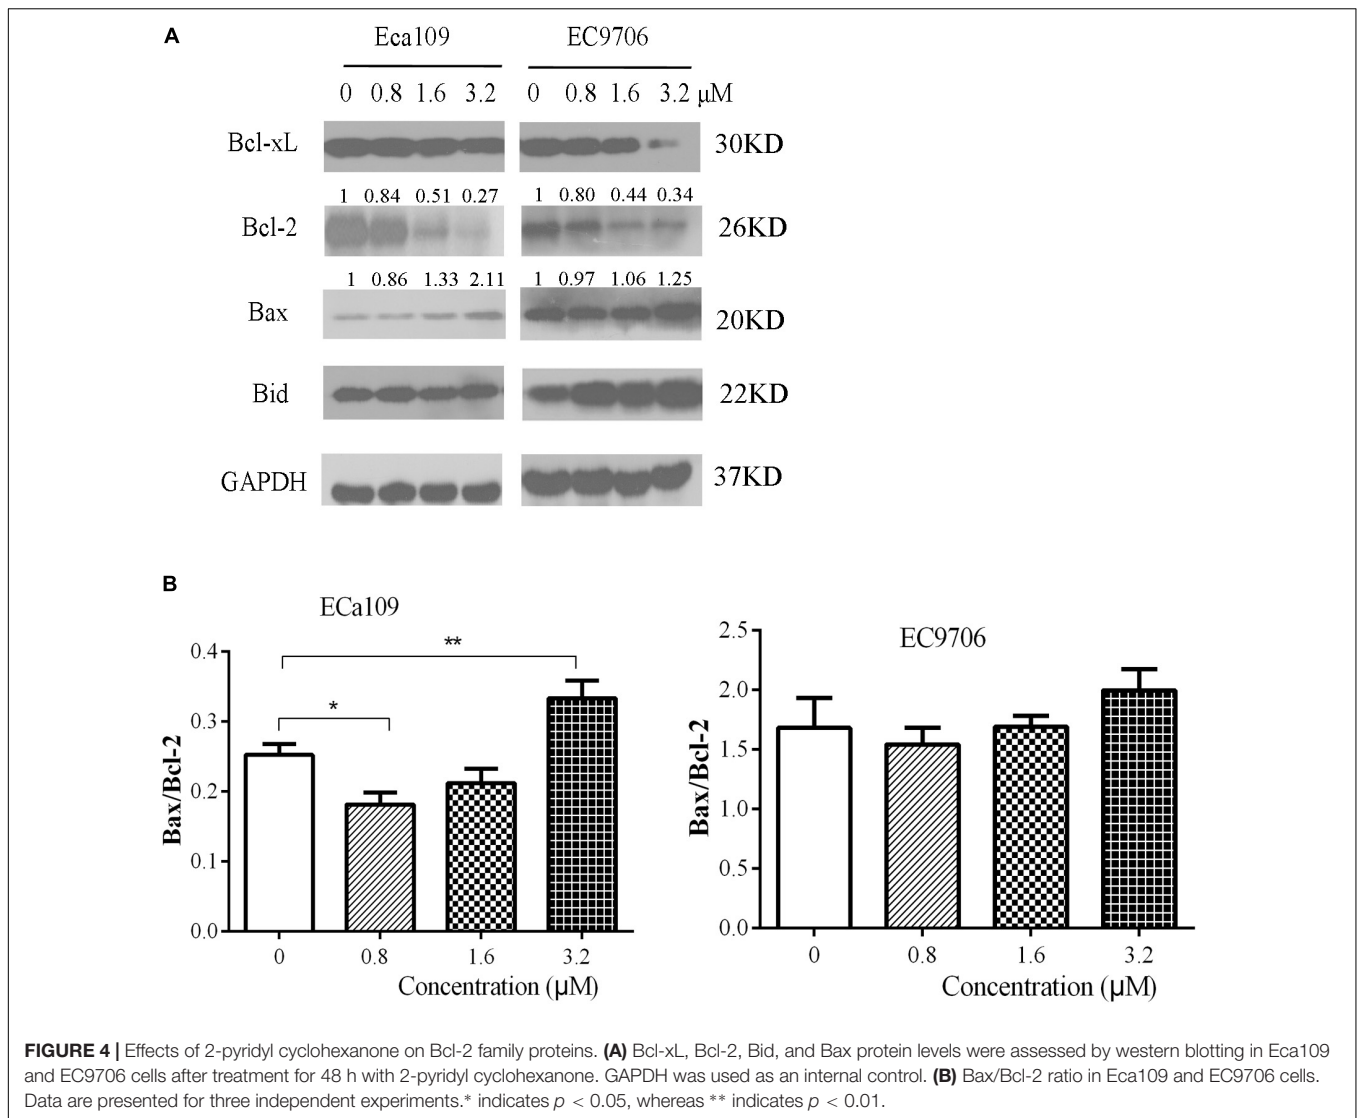 A
Eca109 EC9706
0 0.8 1.6 3.2 0 0.8 1.6 3.2 μM
Bcl-xL 30KD
1 0.84 0.51 0.27 1 0.80 0.44 0.34
Bcl-2 26KD
1 0.86 1.33 2.11 1 0.97 1.06 1.25
Bax 20KD
Bid 22KD
GAPDH 37KD
B
ECa109
EC9706
**
*
Bax/Bcl-2
0.4
0.3
0.2
0.1
0.0
0 0.8 1.6 3.2
Concentration (μM)
Bax/Bcl-2
2.5
2.0
1.5
1.0
0.5
0.0
0 0.8 1.6 3.2
Concentration (μM)
FIGURE 4 | Effects of 2-pyridyl cyclohexanone on Bcl-2 family proteins. (A) Bcl-xL, Bcl-2, Bid, and Bax protein levels were assessed by western blotting in Eca109
and EC9706 cells after treatment for 48 h with 2-pyridyl cyclohexanone. GAPDH was used as an internal control. (B) Bax/Bcl-2 ratio in Eca109 and EC9706 cells.
Data are presented for three independent experiments.* indicates p < 0.05, whereas ** indicates p < 0.01.